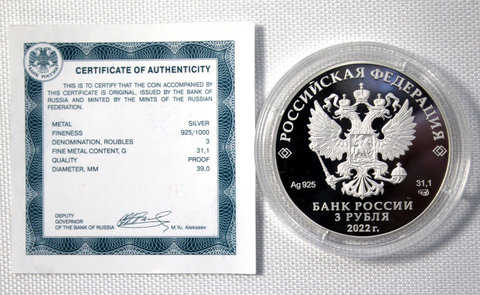 БАНК РОССИИ
CERTIFICATE OF AUTHENTICITY
THIS IS TO CERTIFY THAT THE COIN ACCOMPANIED BY
THIS CERTIFICATE IS ORIGINAL, ISSUED BY THE BANK OF
RUSSIA AND MINTED BY THE MINTS OF THE RUSSIAN
FEDERATION.
METAL SILVER
FINENESS 925/1000
DENOMINATION, ROUBLES 3
FINE METAL CONTENT, G 31,1
QUALITY PROOF
DIAMETER, MM 39,0
DEPUTY
GOVERNOR
OF THE BANK OF RUSSIA M.Yu. Alekseev
РОССИЙСКАЯ ФЕДЕРАЦИЯ
Ag 925 31,1
БАНК РОССИИ
3 РУБЛЯ
2022 г.